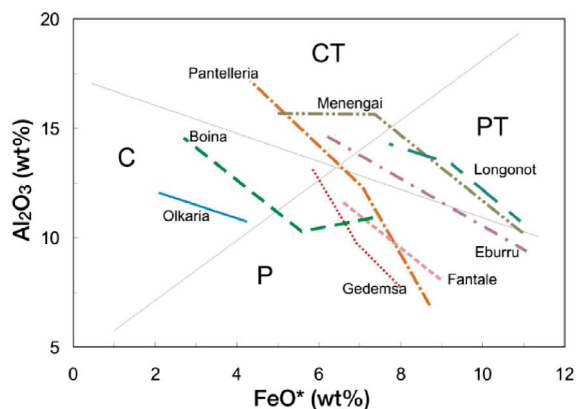 20
CT
Pantelleria
Menengai
PT
15
Boina
Longonot
C
Al₂O₃ (wt%)
Olkaria
10
Eburru
P
Fantale
Gedemsa
5
0 2 4 6 8 10 12
FeO* (wt%)